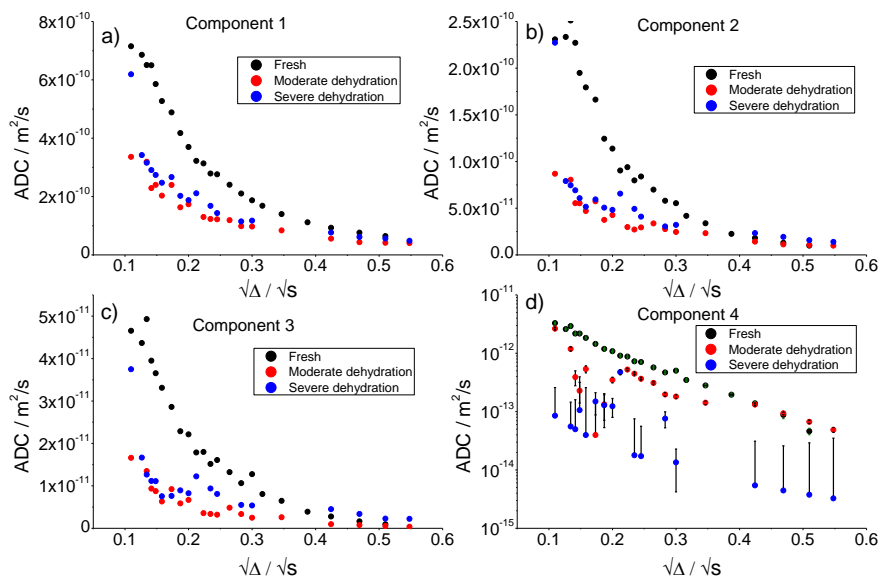 a)
Component 1
8x10⁻¹⁰
6x10⁻¹⁰
4x10⁻¹⁰
2x10⁻¹⁰
0
ADC / m²/s
Fresh
Moderate dehydration
Severe dehydration
0.1 0.2 0.3 0.4 0.5 0.6
√Δ / √s
b)
Component 2
2.5x10⁻¹⁰
2.0x10⁻¹⁰
1.5x10⁻¹⁰
1.0x10⁻¹⁰
5.0x10⁻¹¹
0.0
ADC / m²/s
Fresh
Moderate dehydration
Severe dehydration
0.1 0.2 0.3 0.4 0.5 0.6
√Δ / √s
c)
Component 3
5x10⁻¹¹
4x10⁻¹¹
3x10⁻¹¹
2x10⁻¹¹
1x10⁻¹¹
0
ADC / m²/s
Fresh
Moderate dehydration
Severe dehydration
0.1 0.2 0.3 0.4 0.5 0.6
√Δ / √s
d)
Component 4
10⁻¹¹
10⁻¹²
10⁻¹³
10⁻¹⁴
10⁻¹⁵
ADC / m²/s
Fresh
Moderate dehydration
Severe dehydration
0.1 0.2 0.3 0.4 0.5 0.6
√Δ / √s